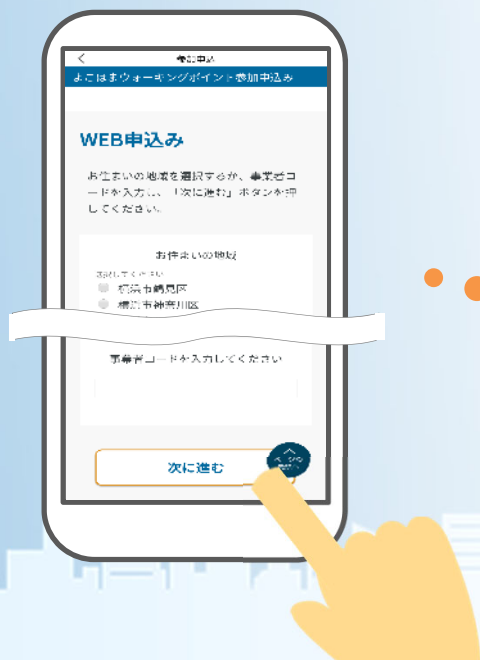 参加申込
よこはまウォーキングポイント参加申込み
WEB申込み
お住まいの地域を選択するか、事業者コ
ードを入力し、「次に進む」ボタンを押
してください。
お住まいの地域
選択してください
横浜市鶴見区
横浜市神奈川区
事業者コードを入力してください
次に進む
ページの